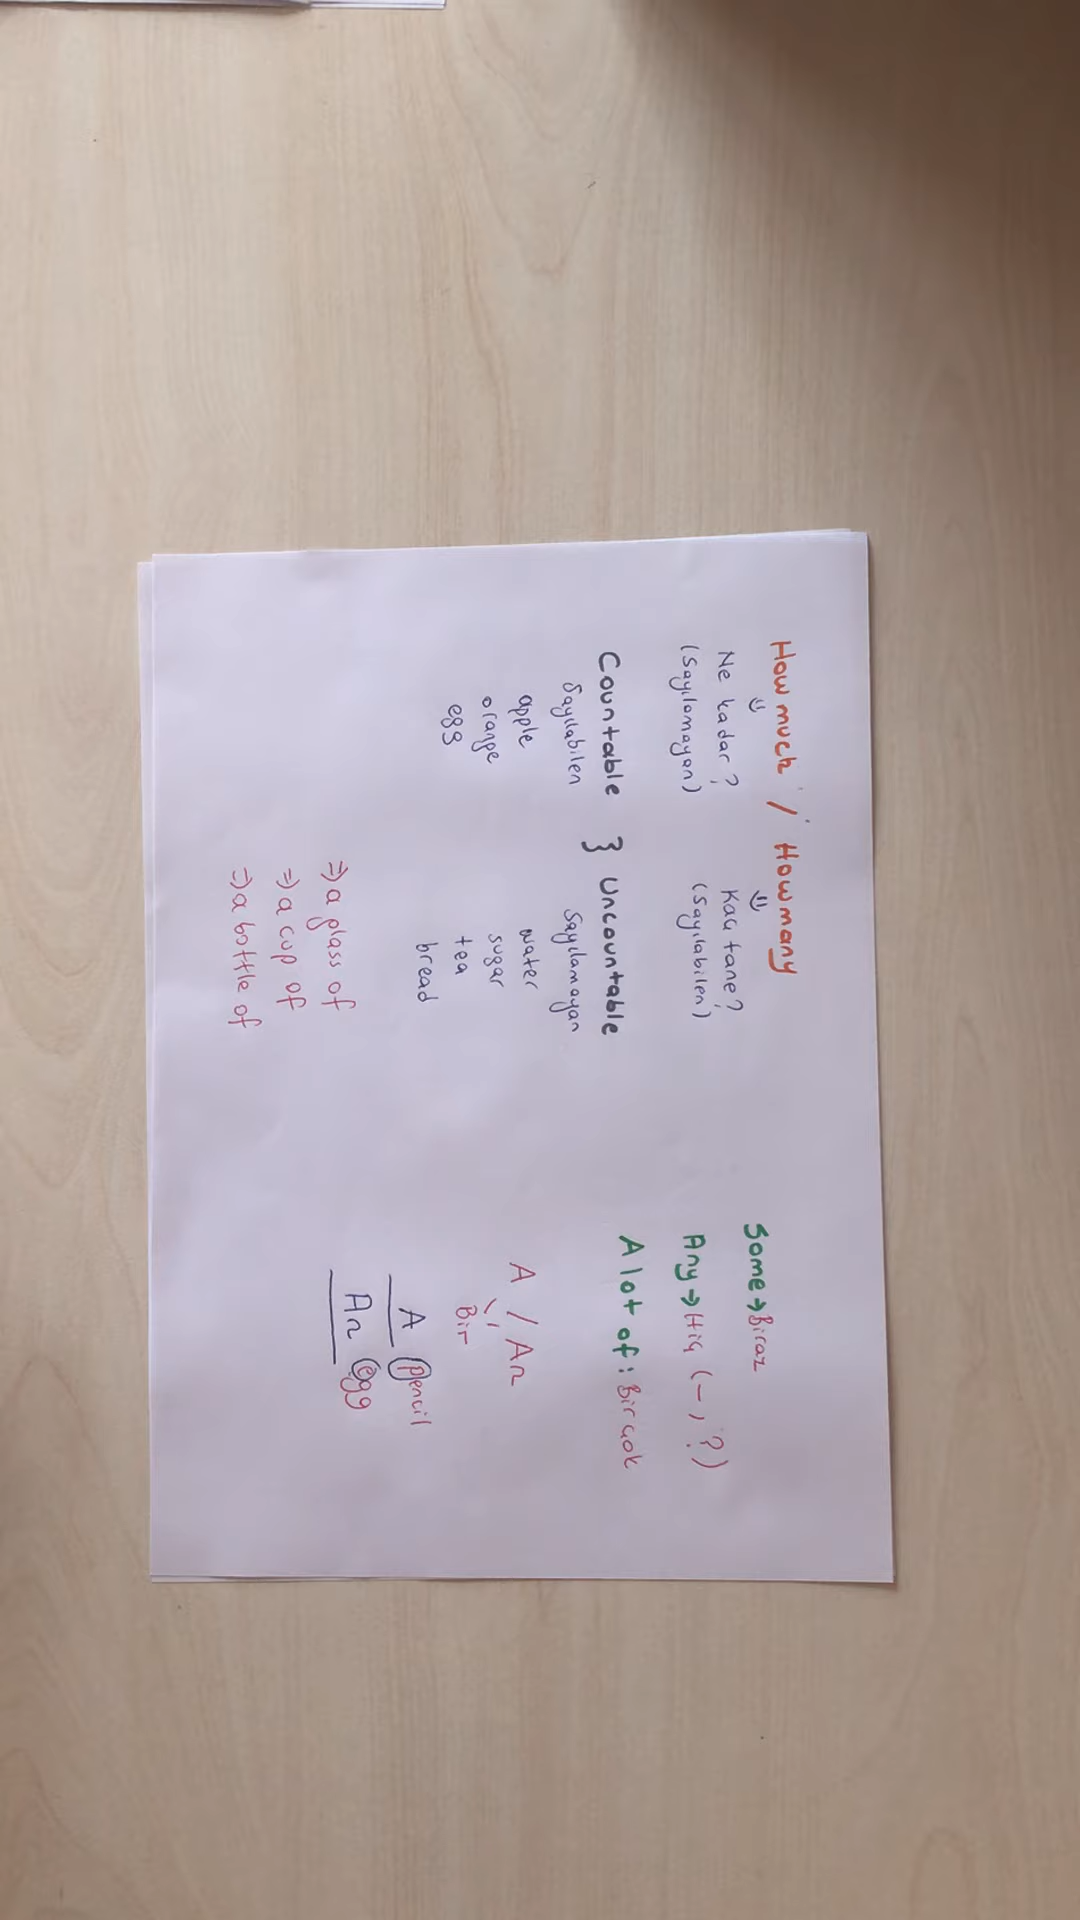 How much / How many
Ne kadar?
(Sayılamayan)
Kaç tane?
(Sayılabilen)
Countable } Uncountable
Sayılabilen
apple
orange
egg
Sayılamayan
water
sugar
tea
bread
=> a glass of
=> a cup of
=> a bottle of
Some → Biraz
Any → Hiç (-, ?)
A lot of : Birçok
A / An
Bir
A pencil
An egg